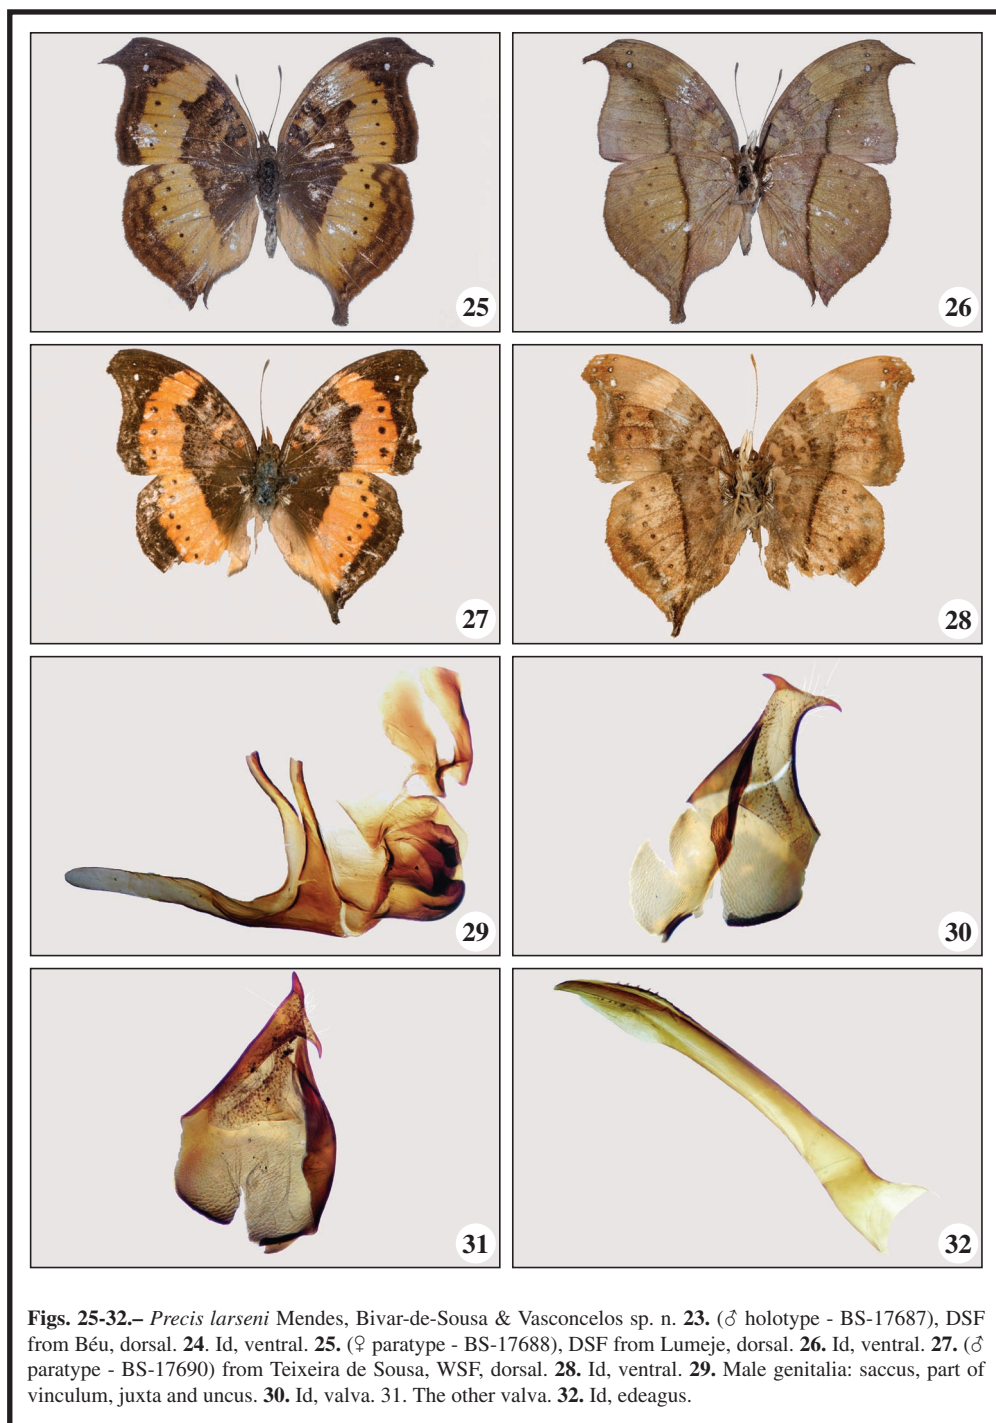 25
26
27
28
29
30
31
32
Figs. 25-32.– Precis larseni Mendes, Bivar-de-Sousa & Vasconcelos sp. n. 23. (♂ holotype - BS-17687), DSF
from Béu, dorsal. 24. Id, ventral. 25. (♀ paratype - BS-17688), DSF from Lumeje, dorsal. 26. Id, ventral. 27. (♂
paratype - BS-17690) from Teixeira de Sousa, WSF, dorsal. 28. Id, ventral. 29. Male genitalia: saccus, part of
vinculum, juxta and uncus. 30. Id, valva. 31. The other valva. 32. Id, edeagus.